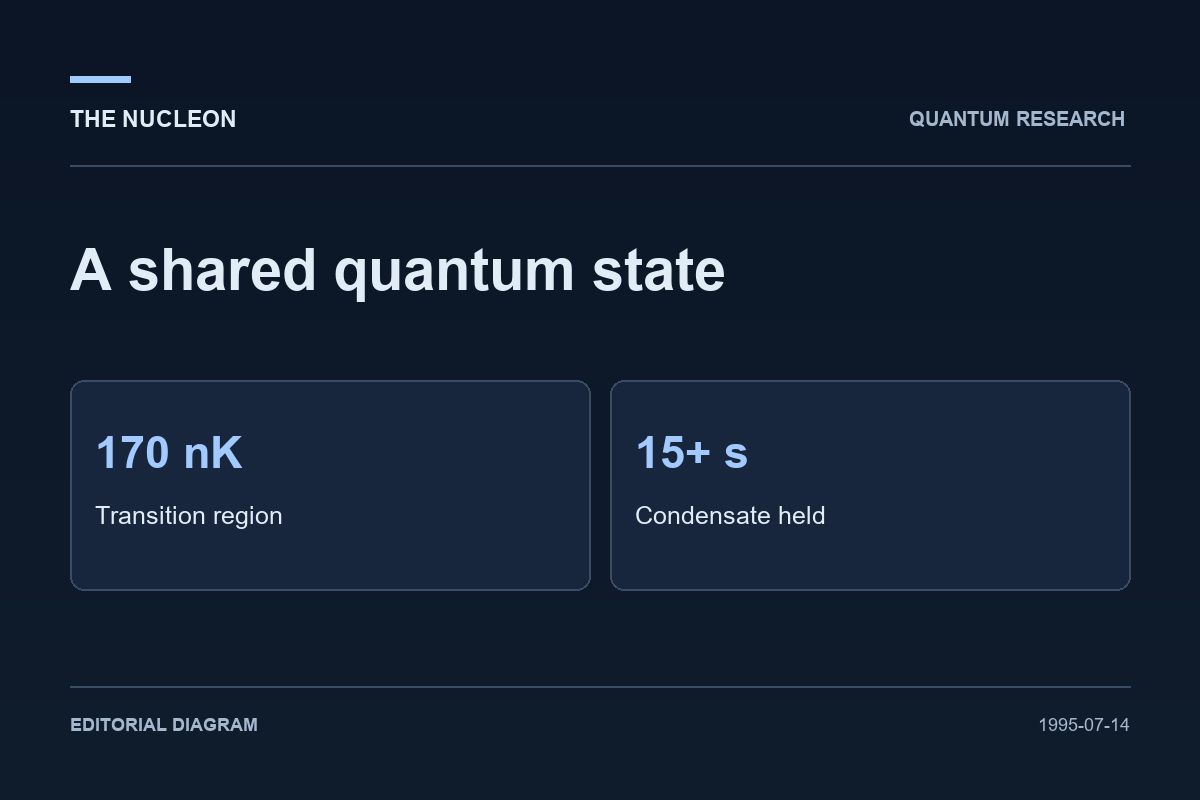 THE NUCLEON
QUANTUM RESEARCH
A shared quantum state
170 nK
Transition region
15+ s
Condensate held
EDITORIAL DIAGRAM
1995-07-14